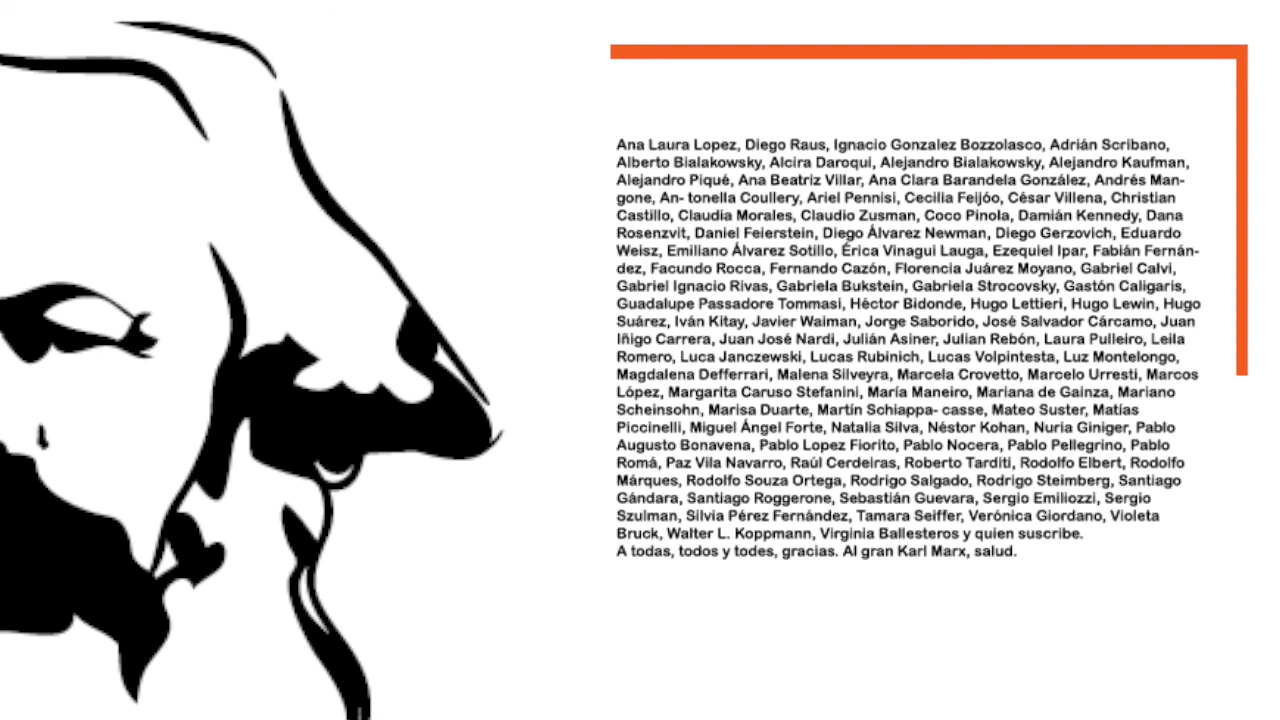 Ana Laura Lopez, Diego Raus, Ignacio Gonzalez Bozzolasco, Adrián Scribano,
Alberto Bialakowsky, Alcira Daroqui, Alejandro Bialakowsky, Alejandro Kaufman,
Alejandro Piqué, Ana Beatriz Villar, Ana Clara Barandela González, Andrés Man-
gone, An- tonella Coullery, Ariel Pennisi, Cecilia Feijóo, César Villena, Christian
Castillo, Claudia Morales, Claudio Zusman, Coco Pinola, Damián Kennedy, Dana
Rosenzvit, Daniel Feierstein, Diego Álvarez Newman, Diego Gerzovich, Eduardo
Weisz, Emiliano Álvarez Sotillo, Érica Vinagui Lauga, Ezequiel Ipar, Fabián Fernán-
dez, Facundo Rocca, Fernando Cazón, Florencia Juárez Moyano, Gabriel Calvi,
Gabriel Ignacio Rivas, Gabriela Bukstein, Gabriela Strocovsky, Gastón Caligaris,
Guadalupe Passadore Tommasi, Héctor Bidonde, Hugo Lettieri, Hugo Lewin, Hugo
Suárez, Iván Kitay, Javier Waiman, Jorge Saborido, José Salvador Cárcamo, Juan
Iñigo Carrera, Juan José Nardi, Julián Asiner, Julian Rebón, Laura Pulleiro, Leila
Romero, Luca Janczewski, Lucas Rubinich, Lucas Volpintesta, Luz Montelongo,
Magdalena Defferrari, Malena Silveyra, Marcela Crovetto, Marcelo Urresti, Marcos
López, Margarita Caruso Stefanini, María Maneiro, Mariana de Gainza, Mariano
Scheinsohn, Marisa Duarte, Martín Schiappa- casse, Mateo Suster, Matías
Piccinelli, Miguel Ángel Forte, Natalia Silva, Néstor Kohan, Nuria Giniger, Pablo
Augusto Bonavena, Pablo Lopez Fiorito, Pablo Nocera, Pablo Pellegrino, Pablo
Romá, Paz Vila Navarro, Raúl Cerdeiras, Roberto Tarditi, Rodolfo Elbert, Rodolfo
Márques, Rodolfo Souza Ortega, Rodrigo Salgado, Rodrigo Steimberg, Santiago
Gándara, Santiago Roggerone, Sebastián Guevara, Sergio Emiliozzi, Sergio
Szulman, Silvia Pérez Fernández, Tamara Seiffer, Verónica Giordano, Violeta
Bruck, Walter L. Koppmann, Virginia Ballesteros y quien suscribe.
A todas, todos y todes, gracias. Al gran Karl Marx, salud.